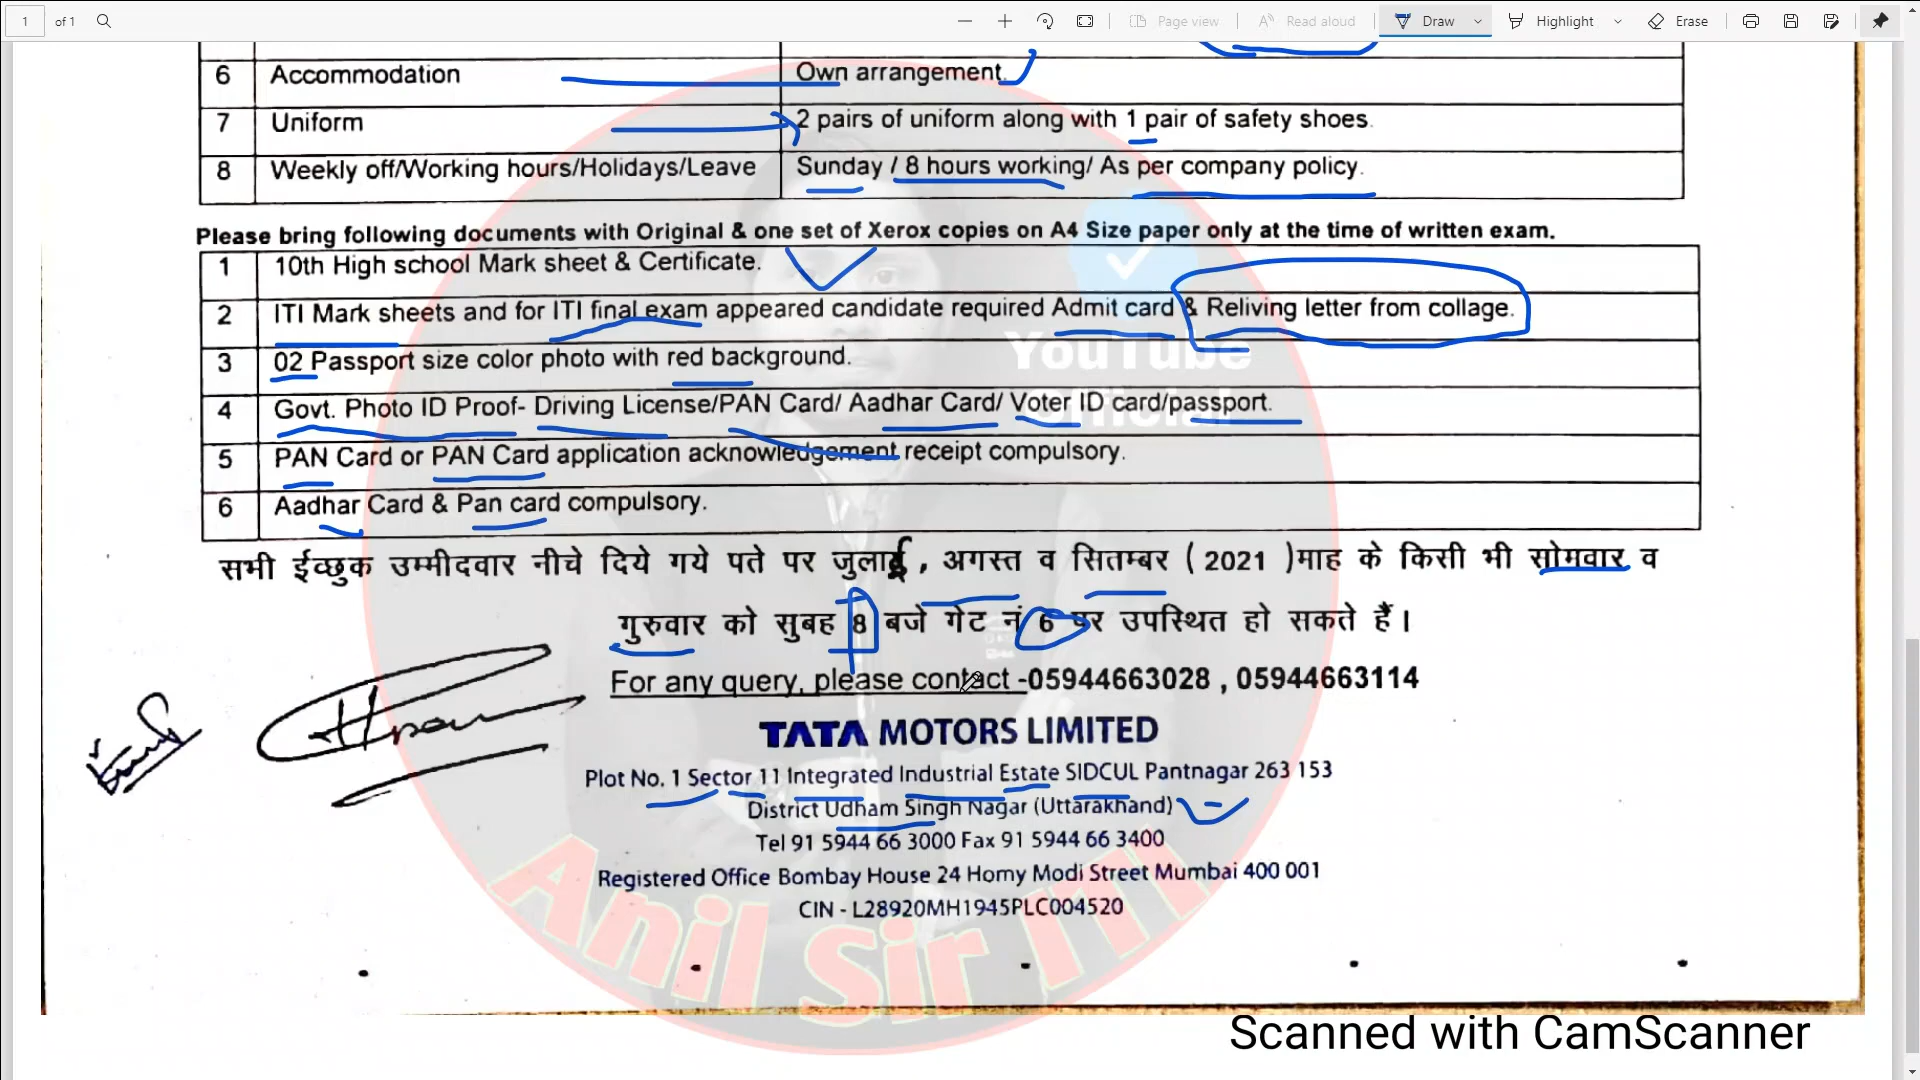 1 of 1 Page view Read aloud Draw Highlight Erase
6 Accommodation Own arrangement.
7 Uniform 2 pairs of uniform along with 1 pair of safety shoes.
8 Weekly off/Working hours/Holidays/Leave Sunday / 8 hours working/ As per company policy.
Please bring following documents with Original & one set of Xerox copies on A4 Size paper only at the time of written exam.
1 10th High school Mark sheet & Certificate.
2 ITI Mark sheets and for ITI final exam appeared candidate required Admit card & Reliving letter from collage.
3 02 Passport size color photo with red background.
4 Govt. Photo ID Proof- Driving License/PAN Card/ Aadhar Card/ Voter ID card/passport.
5 PAN Card or PAN Card application acknowledgement receipt compulsory.
6 Aadhar Card & Pan card compulsory.
YouTube
Official
सभी ईच्छुक उम्मीदवार नीचे दिये गये पते पर जुलाई , अगस्त व सितम्बर ( 2021 )माह के किसी भी सोमवार व
गुरुवार को सुबह 8 बजे गेट नं 6 पर उपस्थित हो सकते हैं।
For any query, please contact -05944663028 , 05944663114
TATA MOTORS LIMITED
Plot No. 1 Sector 11 Integrated Industrial Estate SIDCUL Pantnagar 263 153
District Udham Singh Nagar (Uttarakhand)
Tel 91 5944 66 3000 Fax 91 5944 66 3400
Registered Office Bombay House 24 Homy Modi Street Mumbai 400 001
CIN - L28920MH1945PLC004520
Anil Sir ITI
Scanned with CamScanner